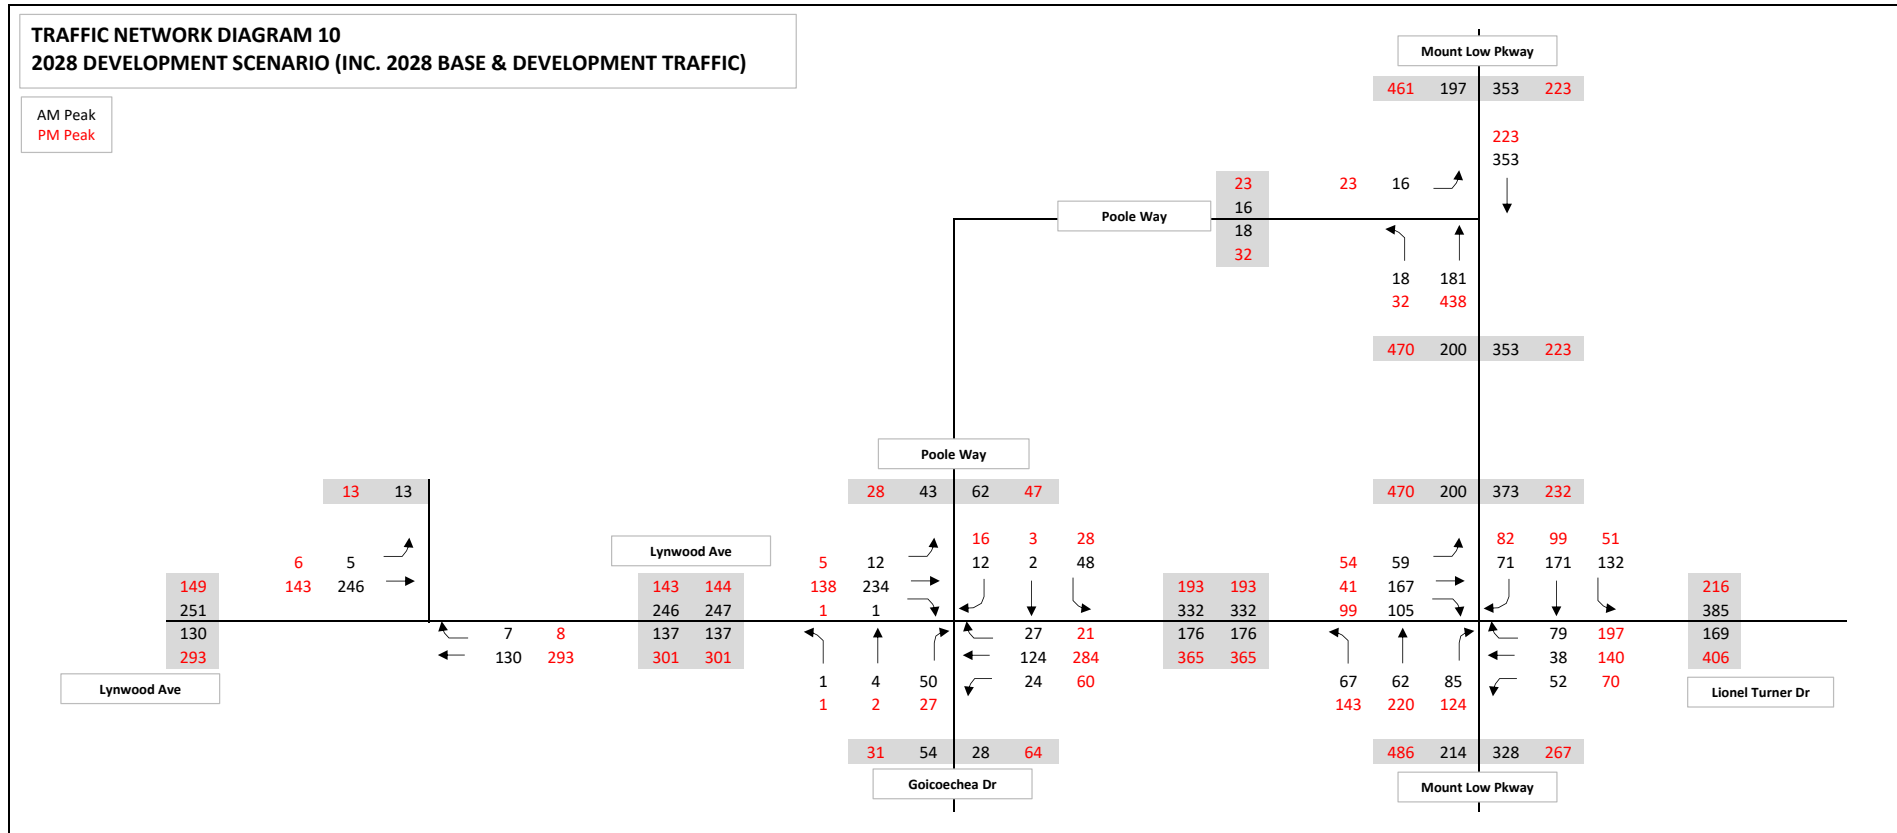 TRAFFIC NETWORK DIAGRAM 10
2028 DEVELOPMENT SCENARIO (INC. 2028 BASE & DEVELOPMENT TRAFFIC)
AM Peak
PM Peak
Mount Low Pkway
461 197 353 223
223
353
23 23 16
16
Poole Way
18
32
18 181
32 438
470 200 353 223
Poole Way
13 13 28 43 62 47 470 200 373 232
16 3 28 82 99 51
6 5 Lynwood Ave 5 12 12 2 48 54 59 71 171 132
149 143 246 143 144 138 234 193 193 41 167 216
251 246 247 1 1 332 332 99 105 385
130 7 8 137 137 27 21 176 176 79 197 169
293 130 293 301 301 124 284 365 365 38 140 406
Lynwood Ave 1 4 50 24 60 67 62 85 52 70 Lionel Turner Dr
1 2 27 143 220 124
31 54 28 64 486 214 328 267
Goicoechea Dr Mount Low Pkway